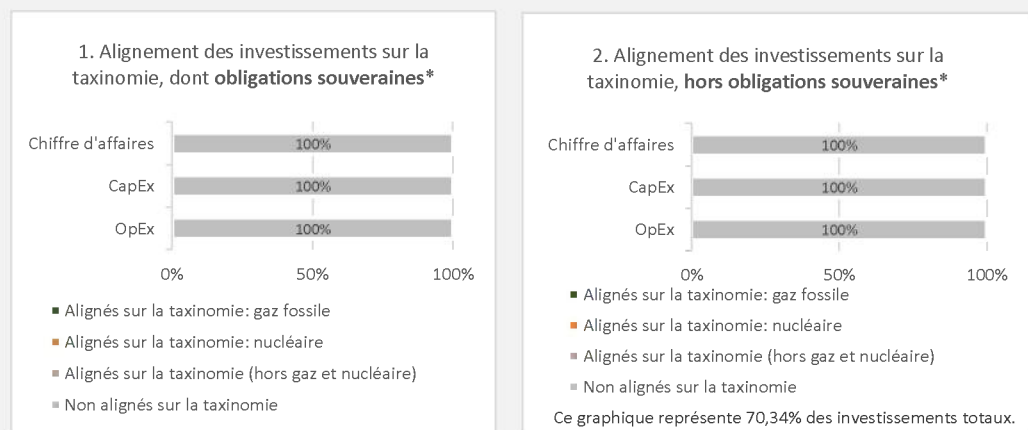 1. Alignement des investissements sur la
taxinomie, dont obligations souveraines*
Chiffre d'affaires
100%
CapEx
100%
OpEx
100%
0%
50%
100%
Alignés sur la taxinomie: gaz fossile
Alignés sur la taxinomie: nucléaire
Alignés sur la taxinomie (hors gaz et nucléaire)
Non alignés sur la taxinomie
2. Alignement des investissements sur la
taxinomie, hors obligations souveraines*
Chiffre d'affaires
100%
CapEx
100%
OpEx
100%
0%
50%
100%
Alignés sur la taxinomie: gaz fossile
Alignés sur la taxinomie: nucléaire
Alignés sur la taxinomie (hors gaz et nucléaire)
Non alignés sur la taxinomie
Ce graphique représente 70,34% des investissements totaux.